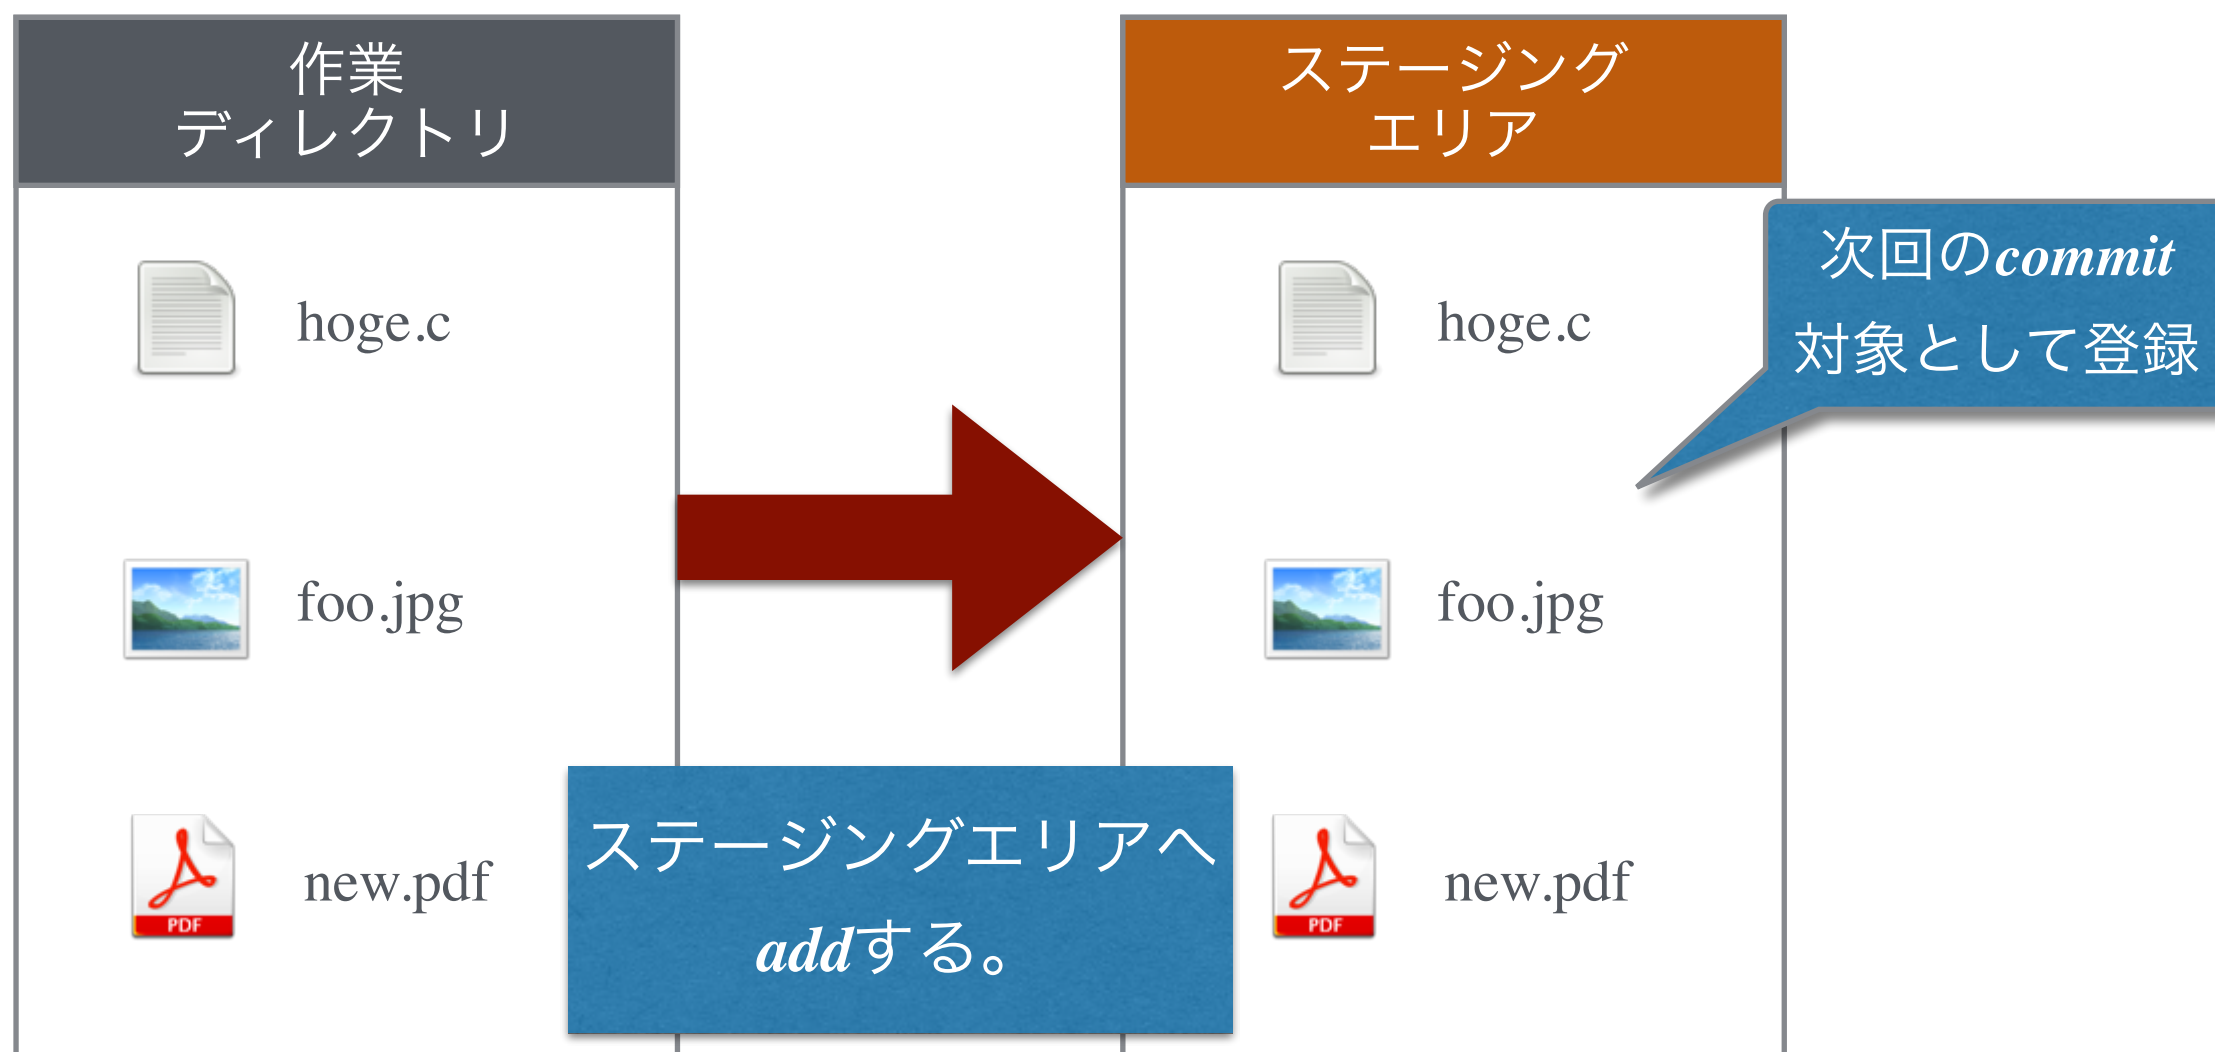 作業
ディレクトリ
ステージング
エリア
hoge.c
hoge.c
次回のcommit
対象として登録
foo.jpg
foo.jpg
new.pdf
PDF
ステージングエリアへ
addする。
new.pdf
PDF